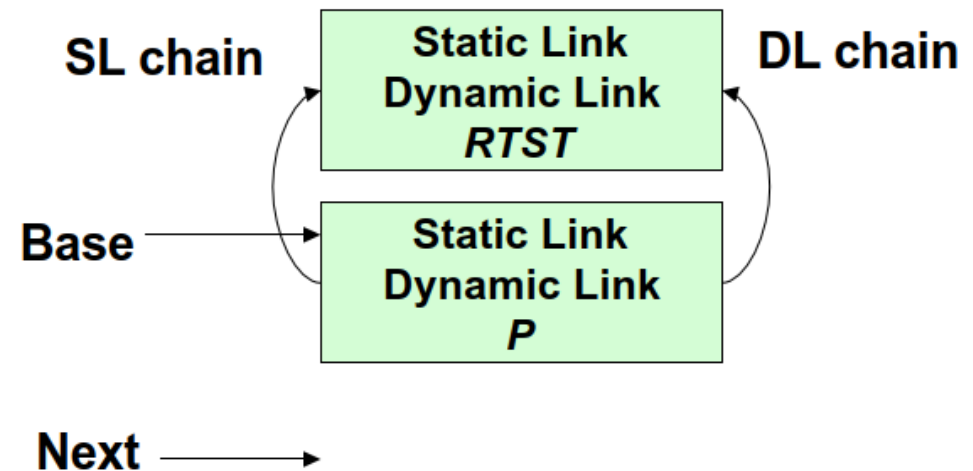 SL chain
Static Link
Dynamic Link
RTST
DL chain
Base
Static Link
Dynamic Link
P
Next